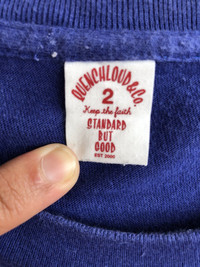 QUENCHLOUD & Co.
2
Keep the faith
STANDARD
BUT
GOOD
EST 2000